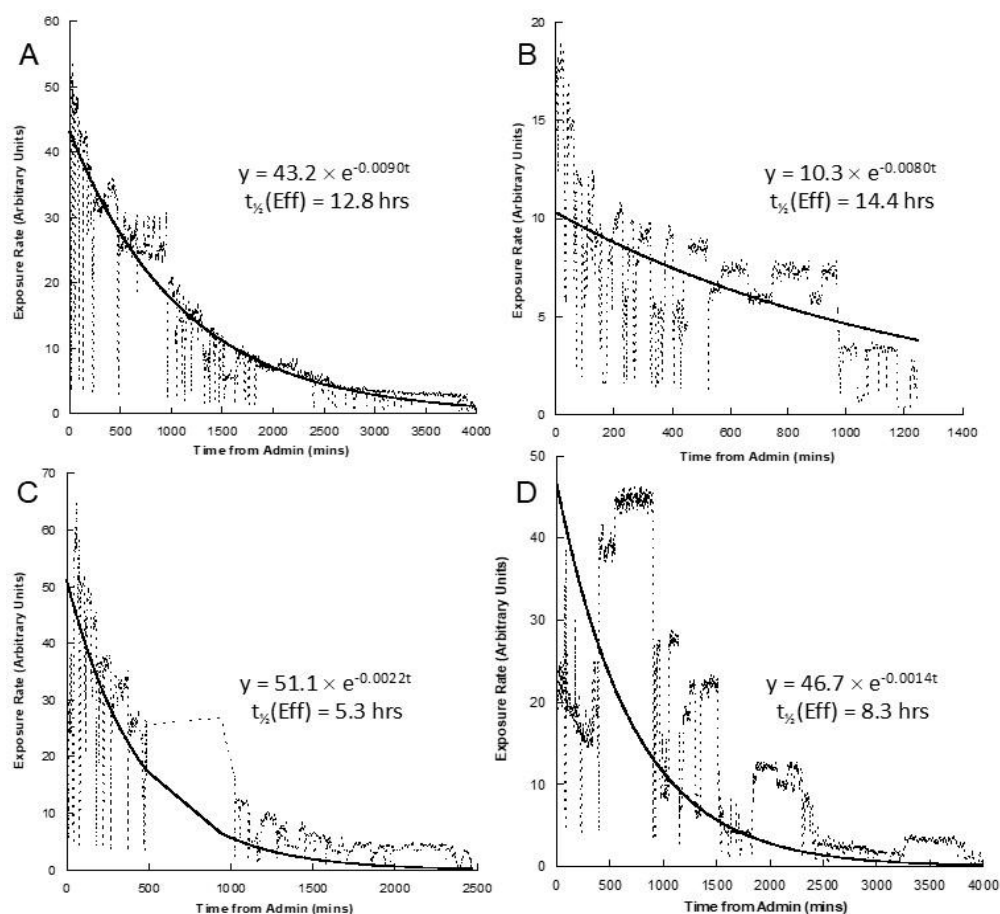 A
Exposure Rate (Arbitrary Units)
60
50
40
30
20
10
0
y = 43.2 × e^-0.0090t
t½(Eff) = 12.8 hrs
0 500 1000 1500 2000 2500 3000 3500 4000
Time from Admin (mins)
B
Exposure Rate (Arbitrary Units)
20
15
10
5
0
y = 10.3 × e^-0.0080t
t½(Eff) = 14.4 hrs
0 200 400 600 800 1000 1200 1400
Time from Admin (mins)
C
Exposure Rate (Arbitrary Units)
70
60
50
40
30
20
10
0
y = 51.1 × e^-0.0022t
t½(Eff) = 5.3 hrs
0 500 1000 1500 2000 2500
Time from Admin (mins)
D
Exposure Rate (Arbitrary Units)
50
40
30
20
10
0
y = 46.7 × e^-0.0014t
t½(Eff) = 8.3 hrs
0 500 1000 1500 2000 2500 3000 3500 4000
Time from Admin (mins)